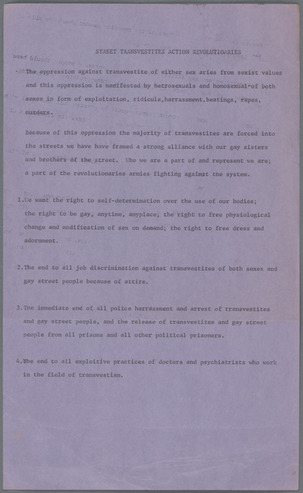 STREET TRANSVESTITES ACTION REVOLUTIONARIES
The oppression against transvestite of either sex aries from sexist values
and this oppression is manifested by hetrosexuals and homosexual of both
sexes in form of exploitation, ridicule,harrassment,beatings, rapes,
murders.
Because of this oppression the majority of transvestites are forced into
the streets we have have framed a strong alliance with our gay sisters
and brothers of the street. Who we are a part of and represent we are;
a part of the revolutionaries armies fighting against the system.
1.We want the right to self-determination over the use of our bodies;
the right to be gay, anytime, anyplace; the right to free physiological
change and modification of sex on demand; the right to free dress and
adornment.
2.The end to all job discrimination against transvestites of both sexes and
gay street people because of attire.
3.The immediate end of all police harrassment and arrest of transvestites
and gay street people, and the release of transvestites and gay street
people from all prisons and all other political prisoners.
4.The end to all exploitive practices of doctors and psychiatrists who work
in the field of transvestism.